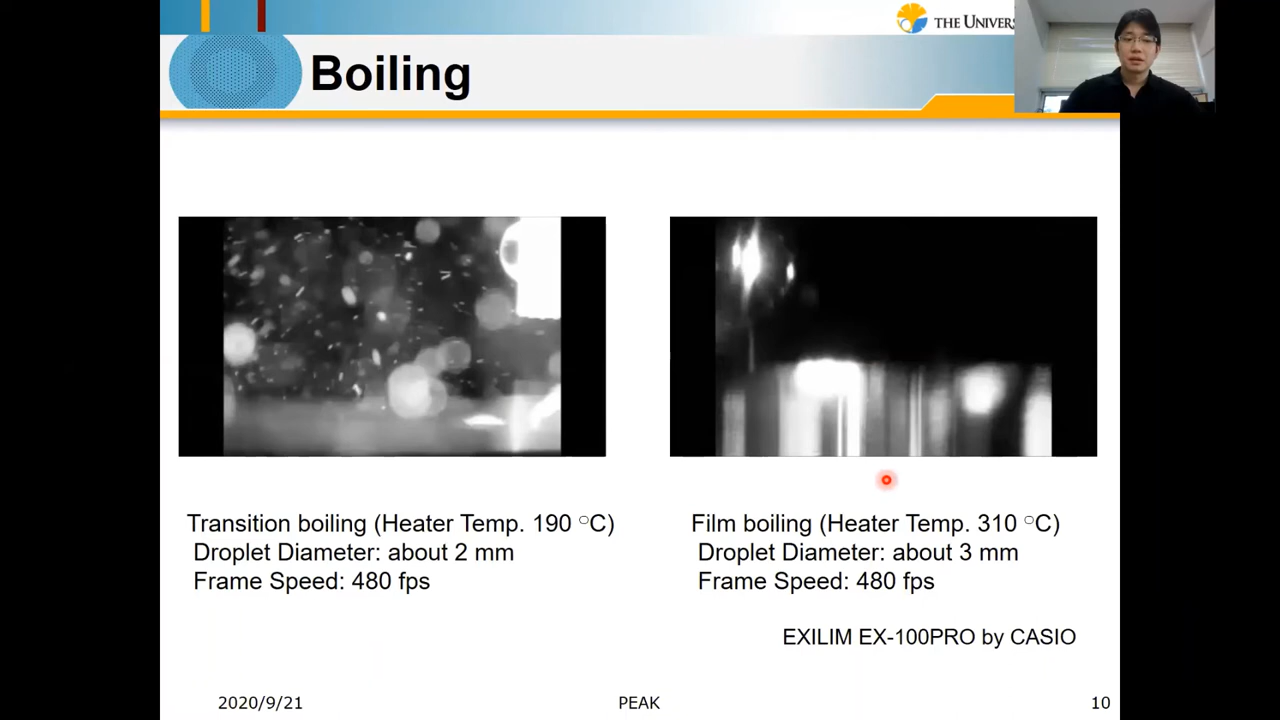 THE UNIVERS
Boiling
Transition boiling (Heater Temp. 190 °C)
Droplet Diameter: about 2 mm
Frame Speed: 480 fps
Film boiling (Heater Temp. 310 °C)
Droplet Diameter: about 3 mm
Frame Speed: 480 fps
EXILIM EX-100PRO by CASIO
2020/9/21
PEAK
10